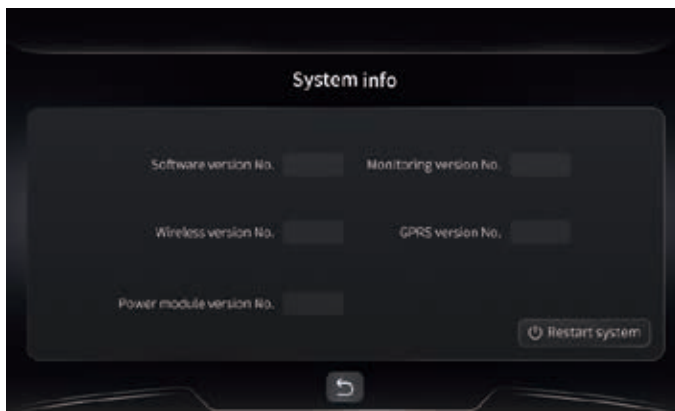 System info
Software version No.
Monitoring version No.
Wireless version No.
GPRS version No.
Power module version No.
Restart system